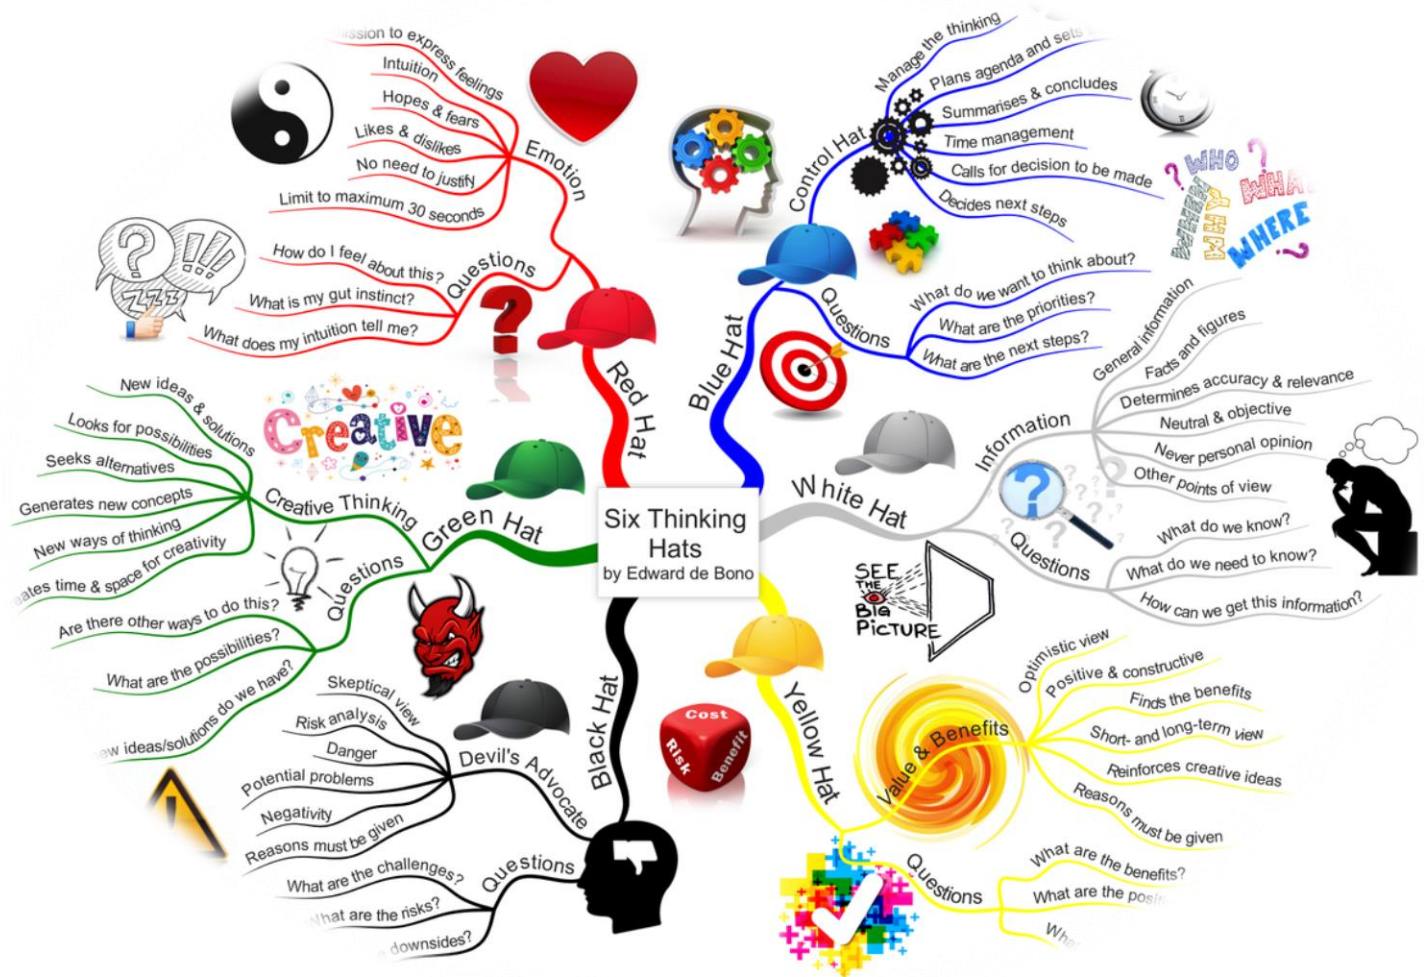 Six Thinking
Hats
by Edward de Bono
Blue Hat
Control Hat
Manage the thinking
Plans agenda and sets
Summarises & concludes
Time management
Calls for decision to be made
Decides next steps
Questions
What do we want to think about?
What are the priorities?
What are the next steps?
WHO
WHAT
WHEN
WHY
WHERE
White Hat
Information
General information
Facts and figures
Determines accuracy & relevance
Neutral & objective
Never personal opinion
Other points of view
Questions
What do we know?
What do we need to know?
How can we get this information?
SEE
THE
BIG
PICTURE
Yellow Hat
Value & Benefits
Optimistic view
Positive & constructive
Finds the benefits
Short- and long-term view
Reinforces creative ideas
Reasons must be given
Questions
What are the benefits?
What are the
Cost
Risk
Benefit
Black Hat
Devil's Advocate
Skeptical view
Risk analysis
Danger
Potential problems
Negativity
Reasons must be given
Questions
What are the challenges?
What are the risks?
downsides?
Green Hat
Creative Thinking
New ideas & solutions
Looks for possibilities
Seeks alternatives
Generates new concepts
New ways of thinking
time & space for creativity
Questions
Are there other ways to do this?
What are the possibilities?
ideas/solutions do we have?
Creative
Red Hat
Emotion
to express feelings
Intuition
Hopes & fears
Likes & dislikes
No need to justify
Limit to maximum 30 seconds
Questions
How do I feel about this?
What is my gut instinct?
What does my intuition tell me?
? !!!
zzz